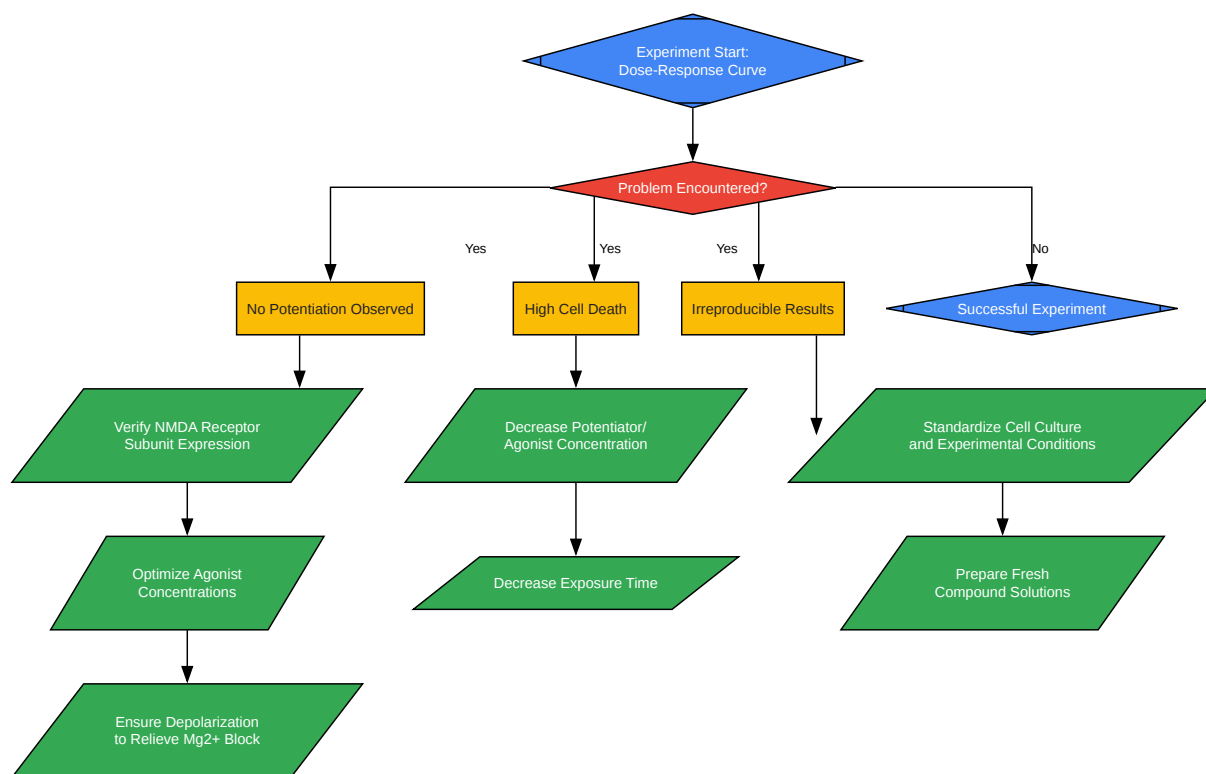 Experiment Start:
Dose-Response Curve
Problem Encountered?
Yes
Yes
Yes
No
No Potentiation Observed
High Cell Death
Irreproducible Results
Successful Experiment
Verify NMDA Receptor
Subunit Expression
Decrease Potentiator/
Agonist Concentration
Standardize Cell Culture
and Experimental Conditions
Optimize Agonist
Concentrations
Decrease Exposure Time
Prepare Fresh
Compound Solutions
Ensure Depolarization
to Relieve Mg2+ Block